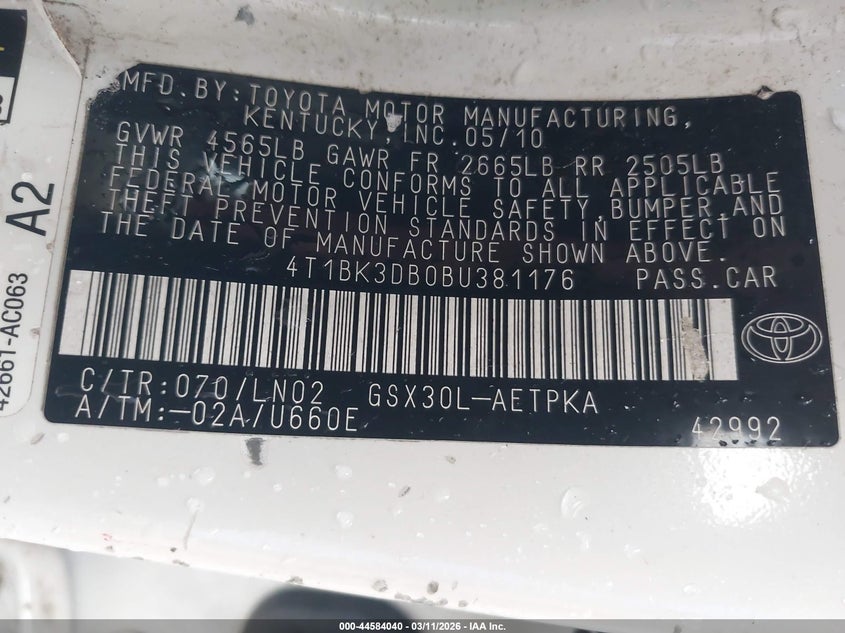 MFD. BY: TOYOTA MOTOR MANUFACTURING,
KENTUCKY, INC. 05/10
GVWR 4565LB GAWR FR 2665LB RR 2505LB
THIS VEHICLE CONFORMS TO ALL APPLICABLE
FEDERAL MOTOR VEHICLE SAFETY, BUMPER, AND
THEFT PREVENTION STANDARDS IN EFFECT ON
THE DATE OF MANUFACTURE SHOWN ABOVE.
4T1BK3DB0BU381176 PASS.CAR
C/TR:070/LN02 GSX30L-AETPKA
A/TM:-02A/U660E 42992
A2
42661-AC063
000-44584040 | 03/11/2026 - IAA Inc.